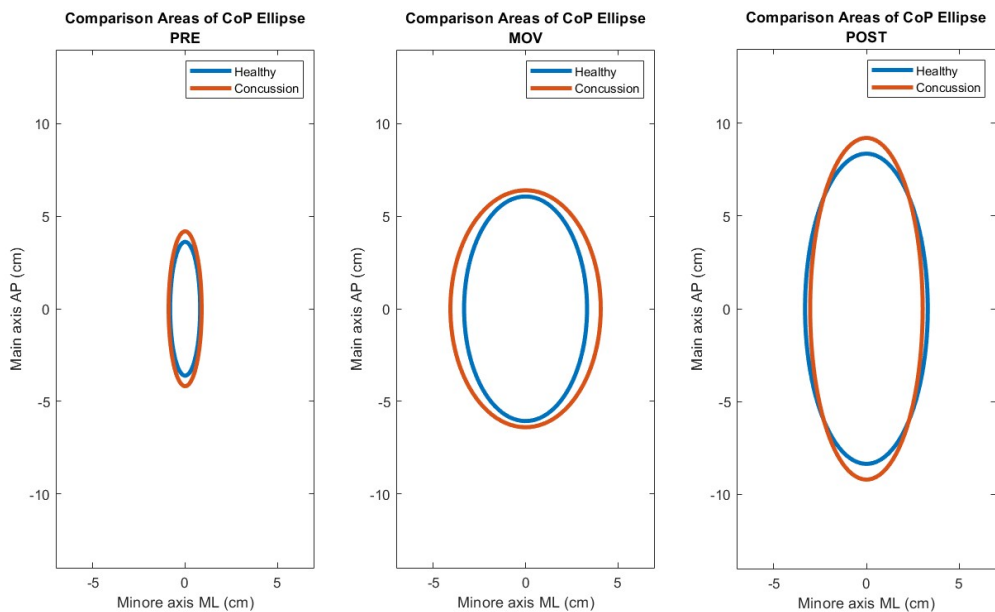 Comparison Areas of CoP Ellipse
PRE
Healthy
Concussion
10
5
0
-5
-10
Main axis AP (cm)
-5
0
5
Minore axis ML (cm)
Comparison Areas of CoP Ellipse
MOV
Healthy
Concussion
10
5
0
-5
-10
Main axis AP (cm)
-5
0
5
Minore axis ML (cm)
Comparison Areas of CoP Ellipse
POST
Healthy
Concussion
10
5
0
-5
-10
Main axis AP (cm)
-5
0
5
Minore axis ML (cm)